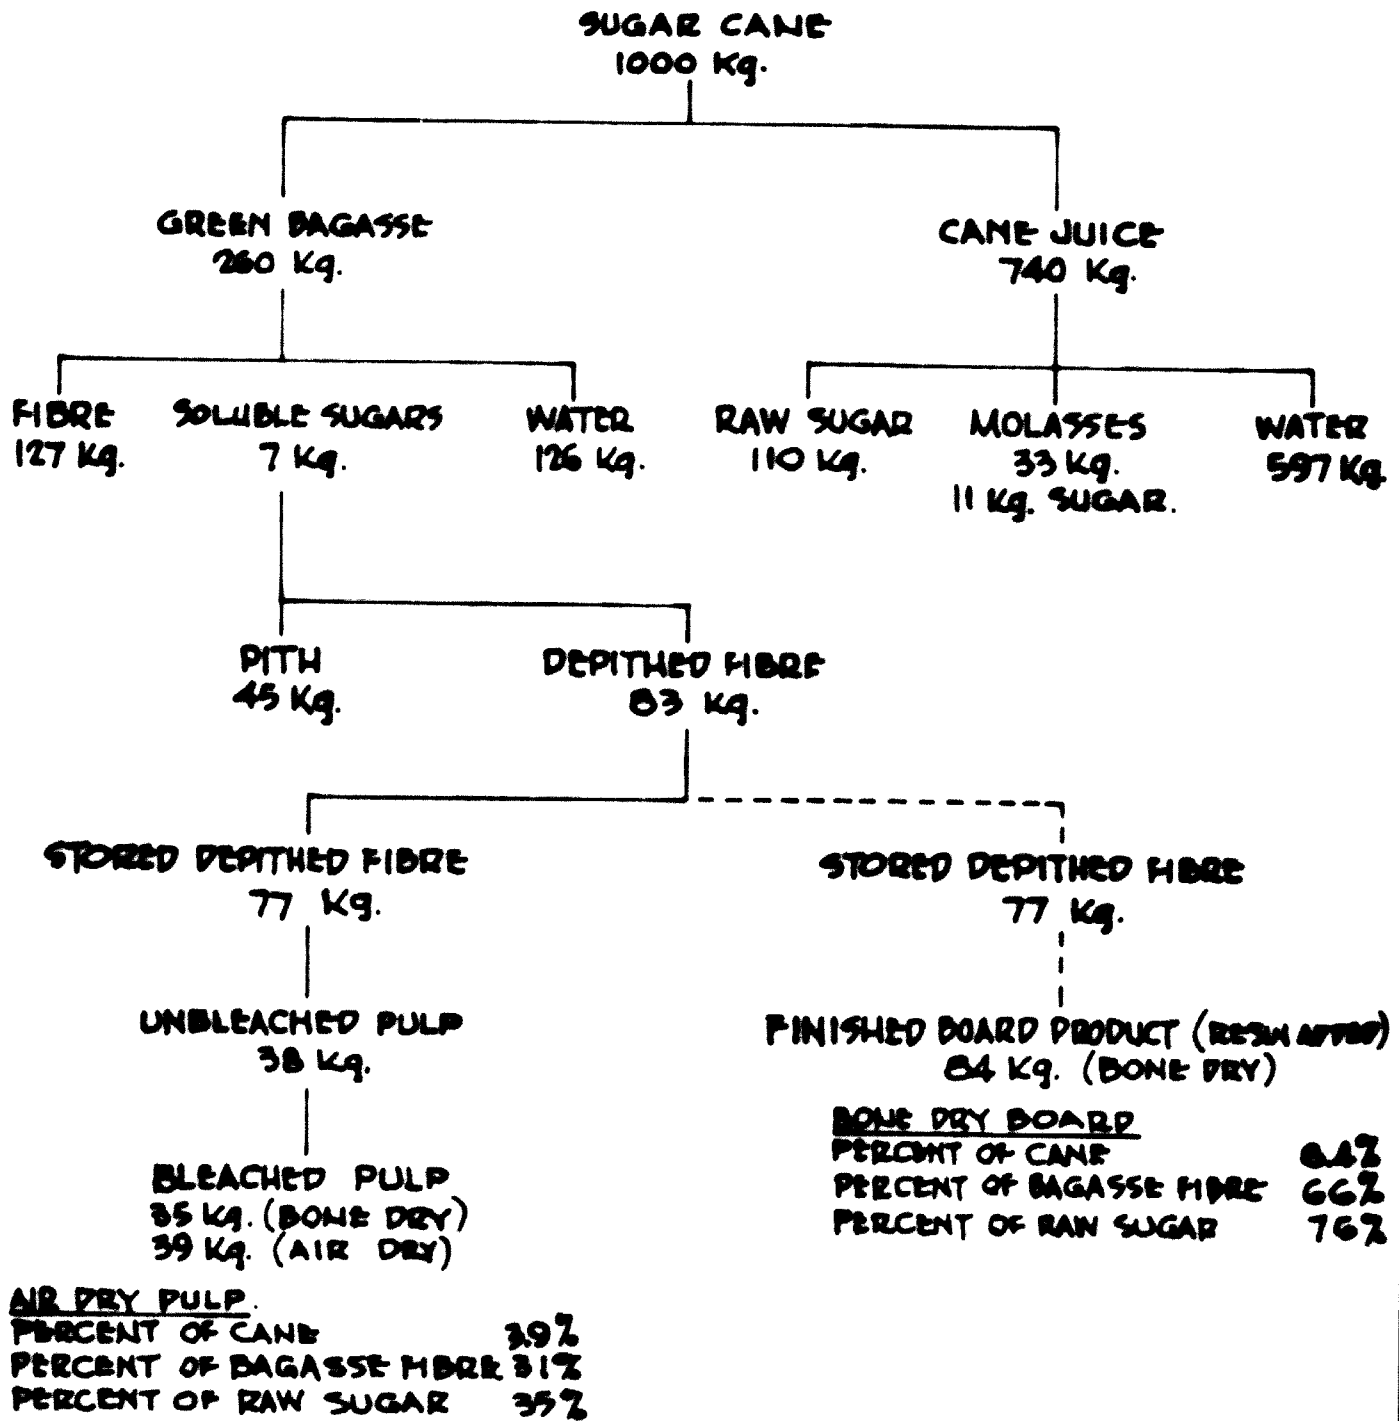 SUGAR CANE
1000 Kg.
GREEN BAGASSE
260 Kg.
CANE JUICE
740 Kg.
FIBRE
127 Kg.
SOLUBLE SUGARS
7 Kg.
WATER
126 Kg.
RAW SUGAR
110 Kg.
MOLASSES
33 Kg.
11 Kg. SUGAR.
WATER
597 Kg.
PITH
45 Kg.
DEPITHED FIBRE
83 Kg.
STORED DEPITHED FIBRE
77 Kg.
STORED DEPITHED FIBRE
77 Kg.
UNBLEACHED PULP
38 Kg.
FINISHED BOARD PRODUCT (RESIN ADDED)
84 Kg. (BONE DRY)
BLEACHED PULP
35 Kg. (BONE DRY)
39 Kg. (AIR DRY)
BONE DRY BOARD
PERCENT OF CANE 8.4%
PERCENT OF BAGASSE FIBRE 66%
PERCENT OF RAW SUGAR 76%
AIR DRY PULP.
PERCENT OF CANE 3.9%
PERCENT OF BAGASSE FIBRE 31%
PERCENT OF RAW SUGAR 35%